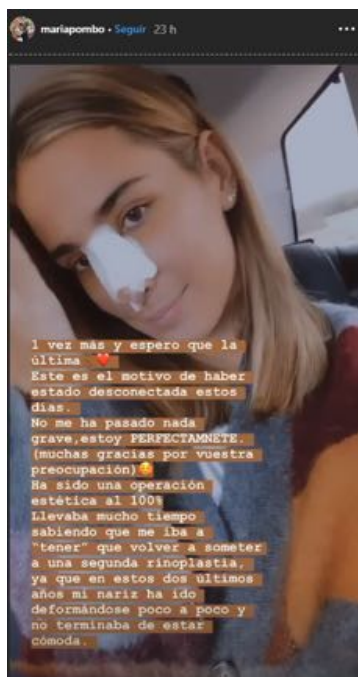 mariapombo • Seguir 23 h
1 vez más y espero que la
última ❤️
Este es el motivo de haber
estado desconectada estos
días.
No me ha pasado nada
grave,estoy PERFECTAMNETE.
(muchas gracias por vuestra
preocupación)🥰
Ha sido una operación
estética al 100%
Llevaba mucho tiempo
sabiendo que me iba a
"tener" que volver a someter
a una segunda rinoplastia,
ya que en estos dos últimos
años mi nariz ha ido
deformándose poco a poco y
no terminaba de estar
cómoda.